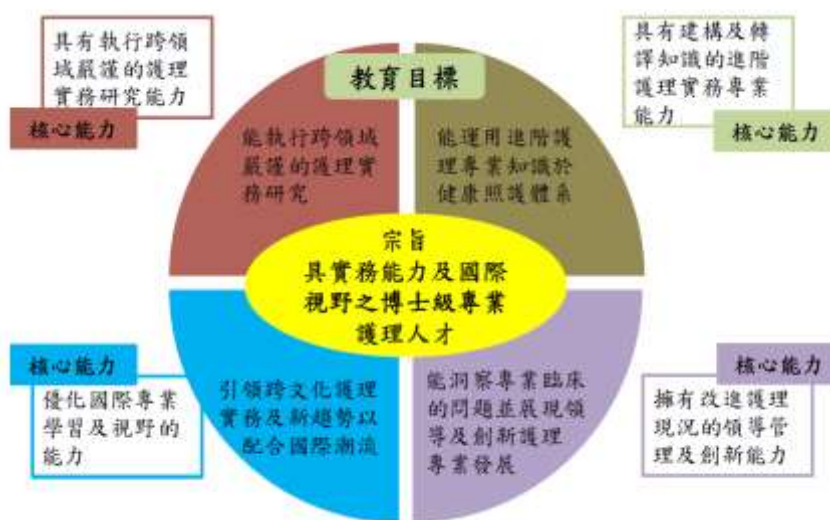 具有執行跨領
域嚴謹的護理
實務研究能力
核心能力
教育目標
具有建構及轉
譯知識的進階
護理實務專業
能力
核心能力
能執行跨領域
嚴謹的護理實
務研究
能運用進階護
理專業知識於
健康照護體系
宗旨
具實務能力及國際
視野之博士級專業
護理人才
核心能力
優化國際專業
學習及視野的
能力
引領跨文化護理
實務及新趨勢以
配合國際潮流
能洞察專業臨床
的問題並展現領
導及創新護理
專業發展
核心能力
擁有改進護理
現況的領導管
理及創新能力